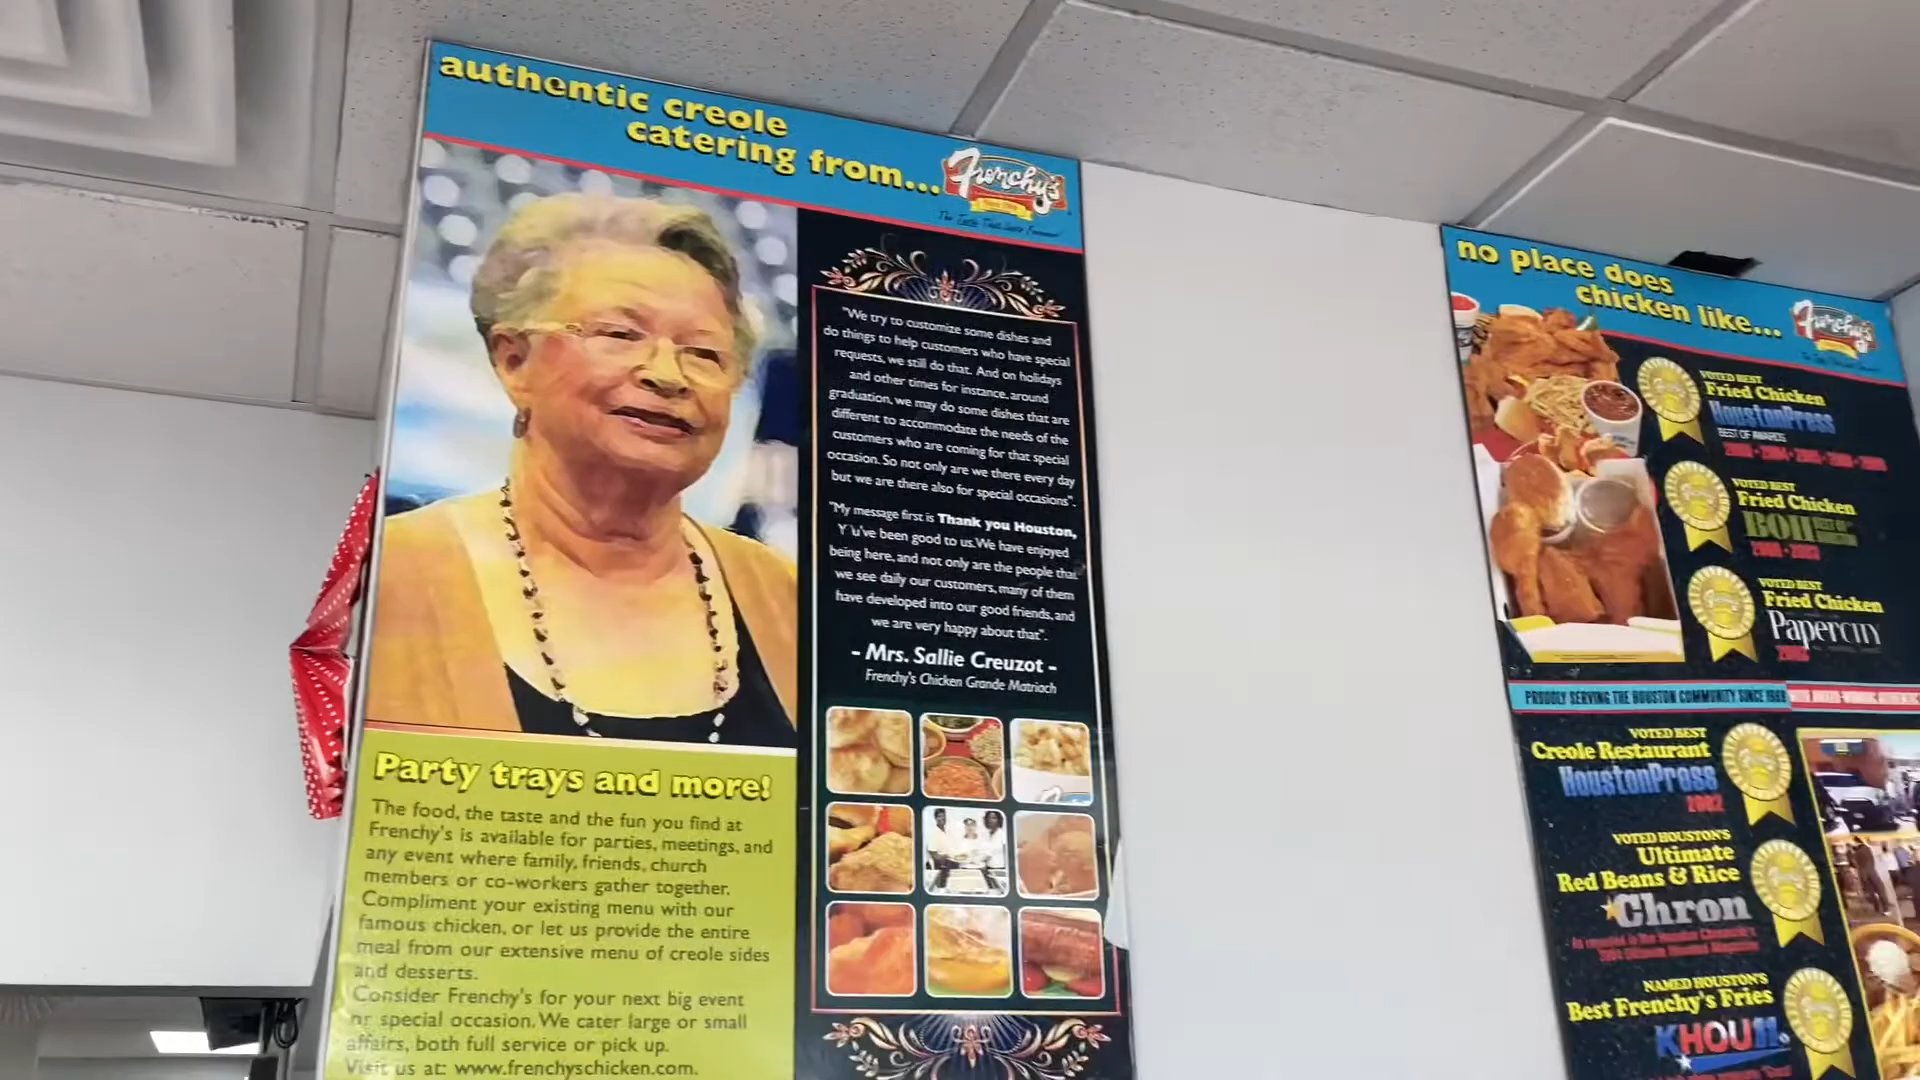 authentic creole
catering from...
Frenchy's
"We try to customize some dishes and
do things to help customers who have special
requests, we still do that. And on holidays
and other times for instance, around
graduation, we may do some dishes that are
different to accommodate the needs of the
customers who are coming for that special
occasion. So not only are we there every day
but we are there also for special occasions".
"My message first is Thank you Houston,
Y u've been good to us. We have enjoyed
being here, and not only are the people that
we see daily our customers, many of them
have developed into our good friends, and
we are very happy about that".
- Mrs. Sallie Creuzot -
Frenchy's Chicken Grande Matriach
Party trays and more!
The food, the taste and the fun you find at
Frenchy's is available for parties, meetings, and
any event where family, friends, church
members or co-workers gather together.
Compliment your existing menu with our
famous chicken, or let us provide the entire
meal from our extensive menu of creole sides
and desserts.
Consider Frenchy's for your next big event
or special occasion. We cater large or small
affairs, both full service or pick up.
Visit us at: www.frenchyschicken.com.
no place does
chicken like...
Frenchy's
VOTED BEST
Fried Chicken
HoustonPress
BEST OF AWARDS
VOTED BEST
Fried Chicken
VOTED BEST
Fried Chicken
Papercity
PROUDLY SERVING THE HOUSTON COMMUNITY SINCE 1969
VOTED BEST
Creole Restaurant
HoustonPress
2002
VOTED HOUSTON'S
Ultimate
Red Beans & Rice
Chron
NAMED HOUSTON'S
Best Frenchy's Fries
KHOU11